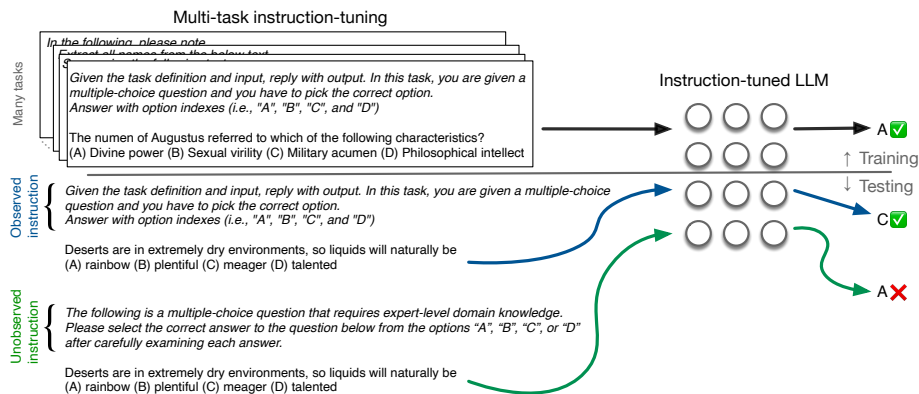 Multi-task instruction-tuning
Many tasks
In the following, please note
Extract all names from the below text
Given the task definition and input, reply with output. In this task, you are given a
multiple-choice question and you have to pick the correct option.
Answer with option indexes (i.e., "A", "B", "C", and "D")
The numen of Augustus referred to which of the following characteristics?
(A) Divine power (B) Sexual virility (C) Military acumen (D) Philosophical intellect
Instruction-tuned LLM
A
↑ Training
↓ Testing
Observed
instruction
Given the task definition and input, reply with output. In this task, you are given a multiple-choice
question and you have to pick the correct option.
Answer with option indexes (i.e., "A", "B", "C", and "D")
Deserts are in extremely dry environments, so liquids will naturally be
(A) rainbow (B) plentiful (C) meager (D) talented
C
A
Unobserved
instruction
The following is a multiple-choice question that requires expert-level domain knowledge.
Please select the correct answer to the question below from the options “A”, “B”, “C”, or “D”
after carefully examining each answer.
Deserts are in extremely dry environments, so liquids will naturally be
(A) rainbow (B) plentiful (C) meager (D) talented